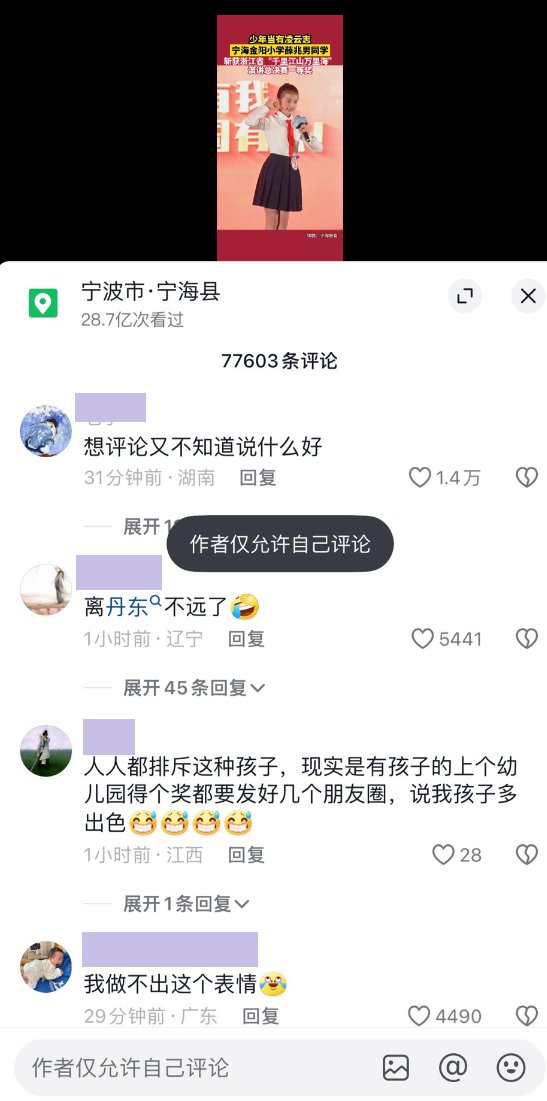 少年当有凌云志
宁海金阳小学薛兆男同学
斩获浙江省“千里江山万里海”
演讲总决赛一等奖
有我
国有
宁波市·宁海县
28.7亿次看过
77603条评论
想评论又不知道说什么好
31分钟前·湖南 回复
1.4万
展开1
作者仅允许自己评论
离丹东不远了🤣
1小时前·辽宁 回复
5441
展开45条回复
人人都排斥这种孩子，现实是有孩子的上个幼
儿园得个奖都要发好几个朋友圈，说我孩子多
出色😅😅😅😅
1小时前·江西 回复
28
展开1条回复
我做不出这个表情😂
29分钟前·广东 回复
4490
作者仅允许自己评论